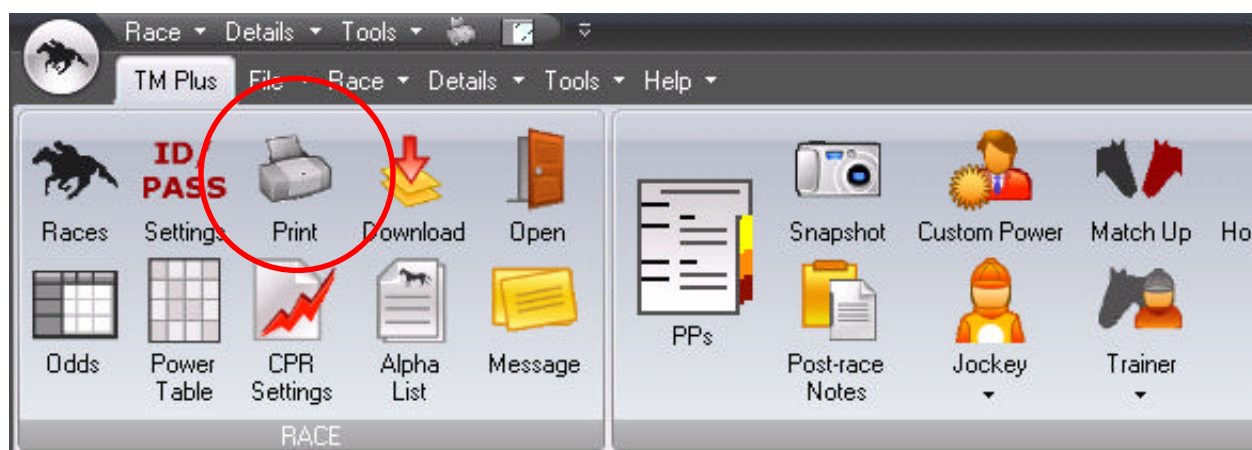 Race Details Tools
TM Plus File Race Details Tools Help
ID/
PASS
Races Settings Print Download Open
Snapshot Custom Power Match Up Ho
PPs
Odds Power
Table CPR
Settings Alpha
List Message
Post-race
Notes Jockey Trainer
RACE